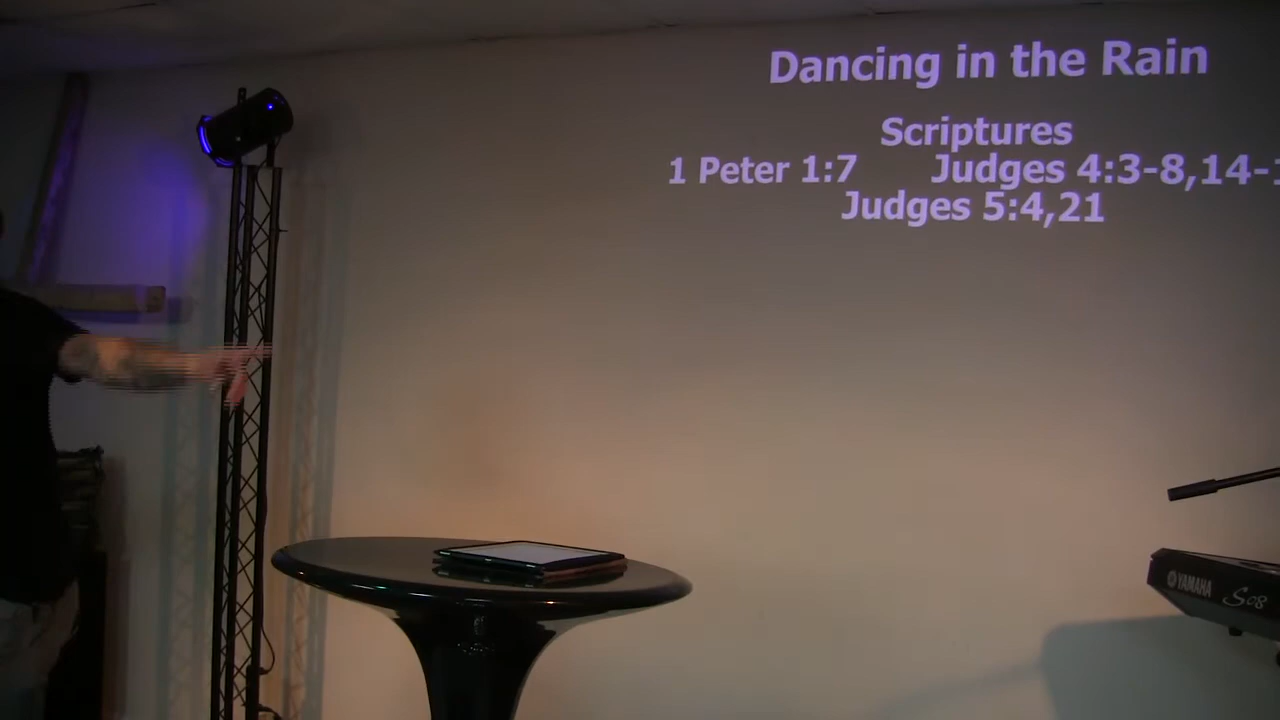 Dancing in the Rain
Scriptures
1 Peter 1:7 Judges 4:3-8,14-
Judges 5:4,21
YAMAHA S08